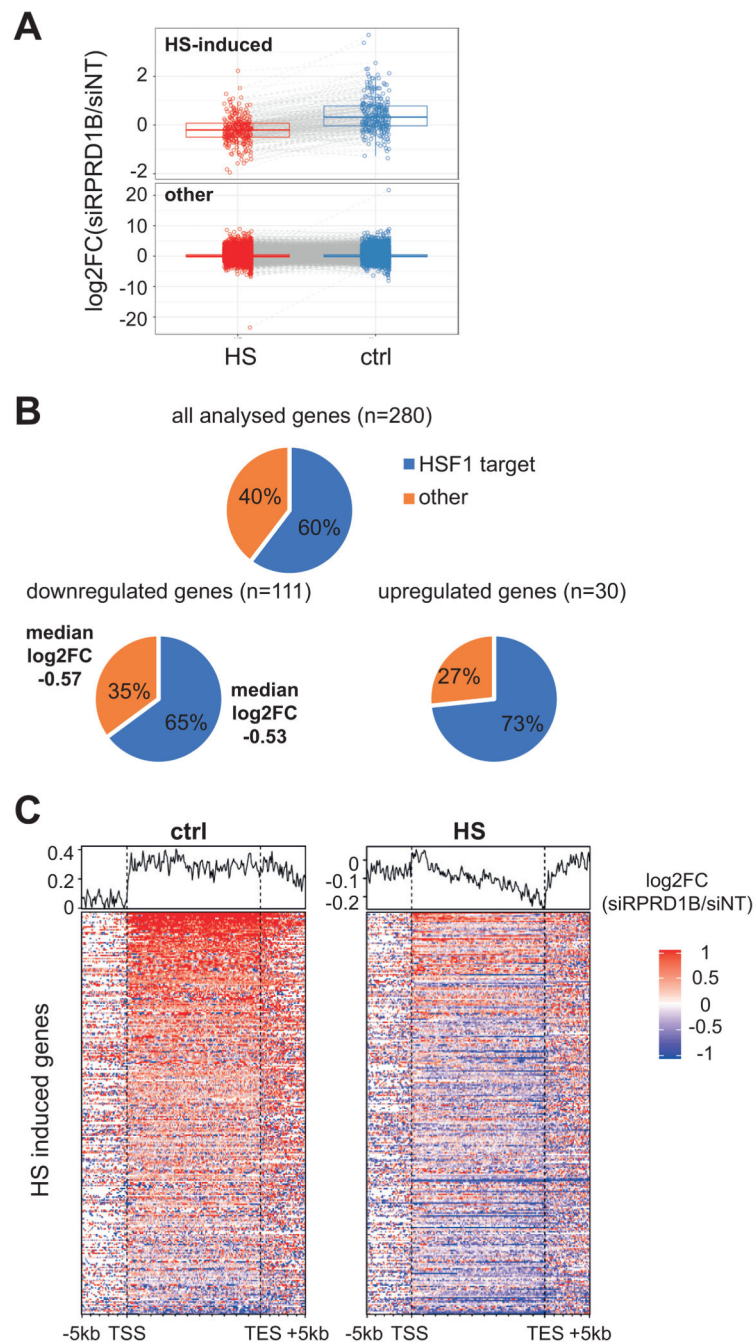 A
log2FC(siRPRD1B/siNT)
HS-induced
2
0
-2
other
20
10
0
-10
-20
HS
ctrl
B
all analysed genes (n=280)
HSF1 target
other
40%
60%
downregulated genes (n=111)
upregulated genes (n=30)
median
log2FC
-0.57
35%
65%
median
log2FC
-0.53
27%
73%
C
ctrl
HS
0.4
0.2
0
0
-0.1
-0.2
log2FC
(siRPRD1B/siNT)
1
0.5
0
-0.5
-1
HS induced genes
-5kb TSS TES +5kb
-5kb TSS TES +5kb